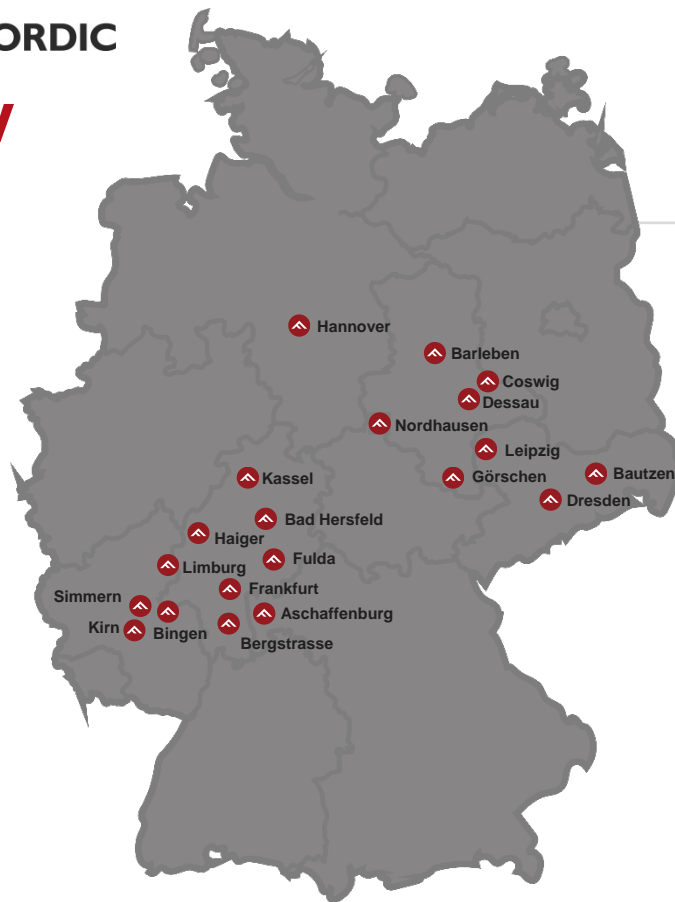 ORDIC
y
Hannover
Barleben
Coswig
Dessau
Nordhausen
Leipzig
Görschen
Bautzen
Kassel
Dresden
Bad Hersfeld
Haiger
Fulda
Limburg
Frankfurt
Simmern
Aschaffenburg
Kirn
Bingen
Bergstrasse